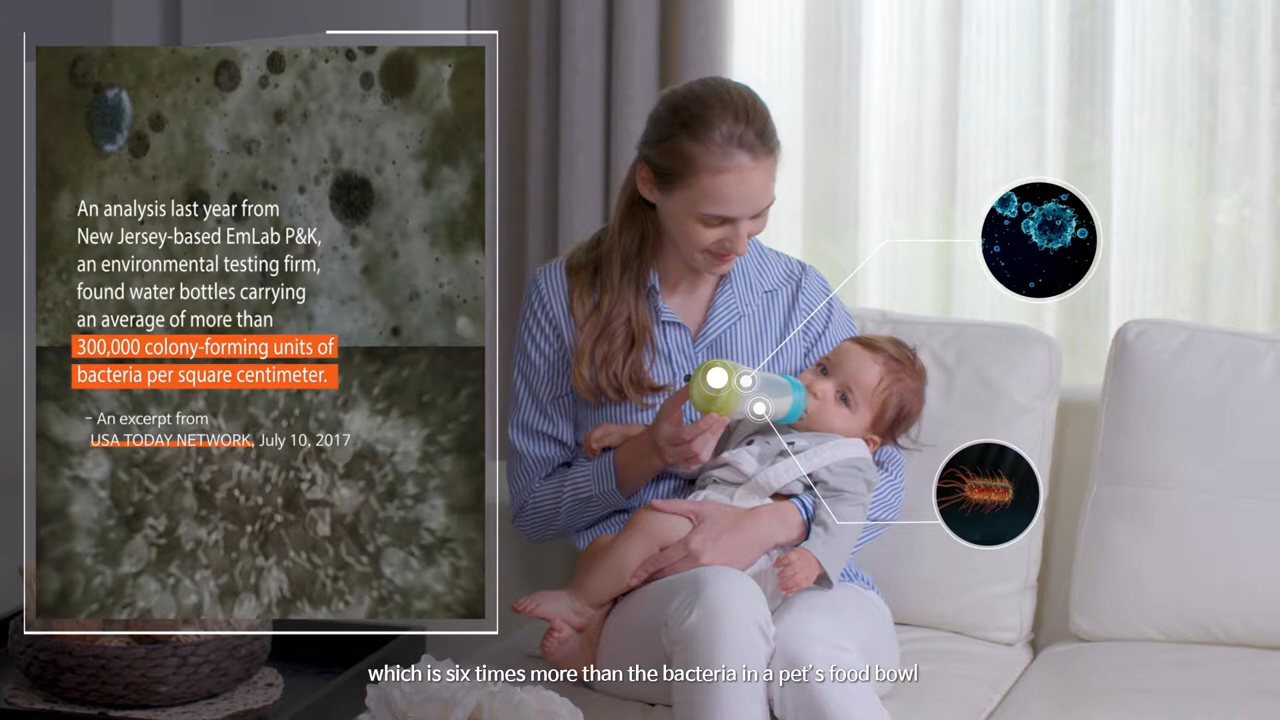 An analysis last year from
New Jersey-based EmLab P&K,
an environmental testing firm,
found water bottles carrying
an average of more than
300,000 colony-forming units of
bacteria per square centimeter.
– An excerpt from
USA TODAY NETWORK, July 10, 2017
which is six times more than the bacteria in a pet's food bowl